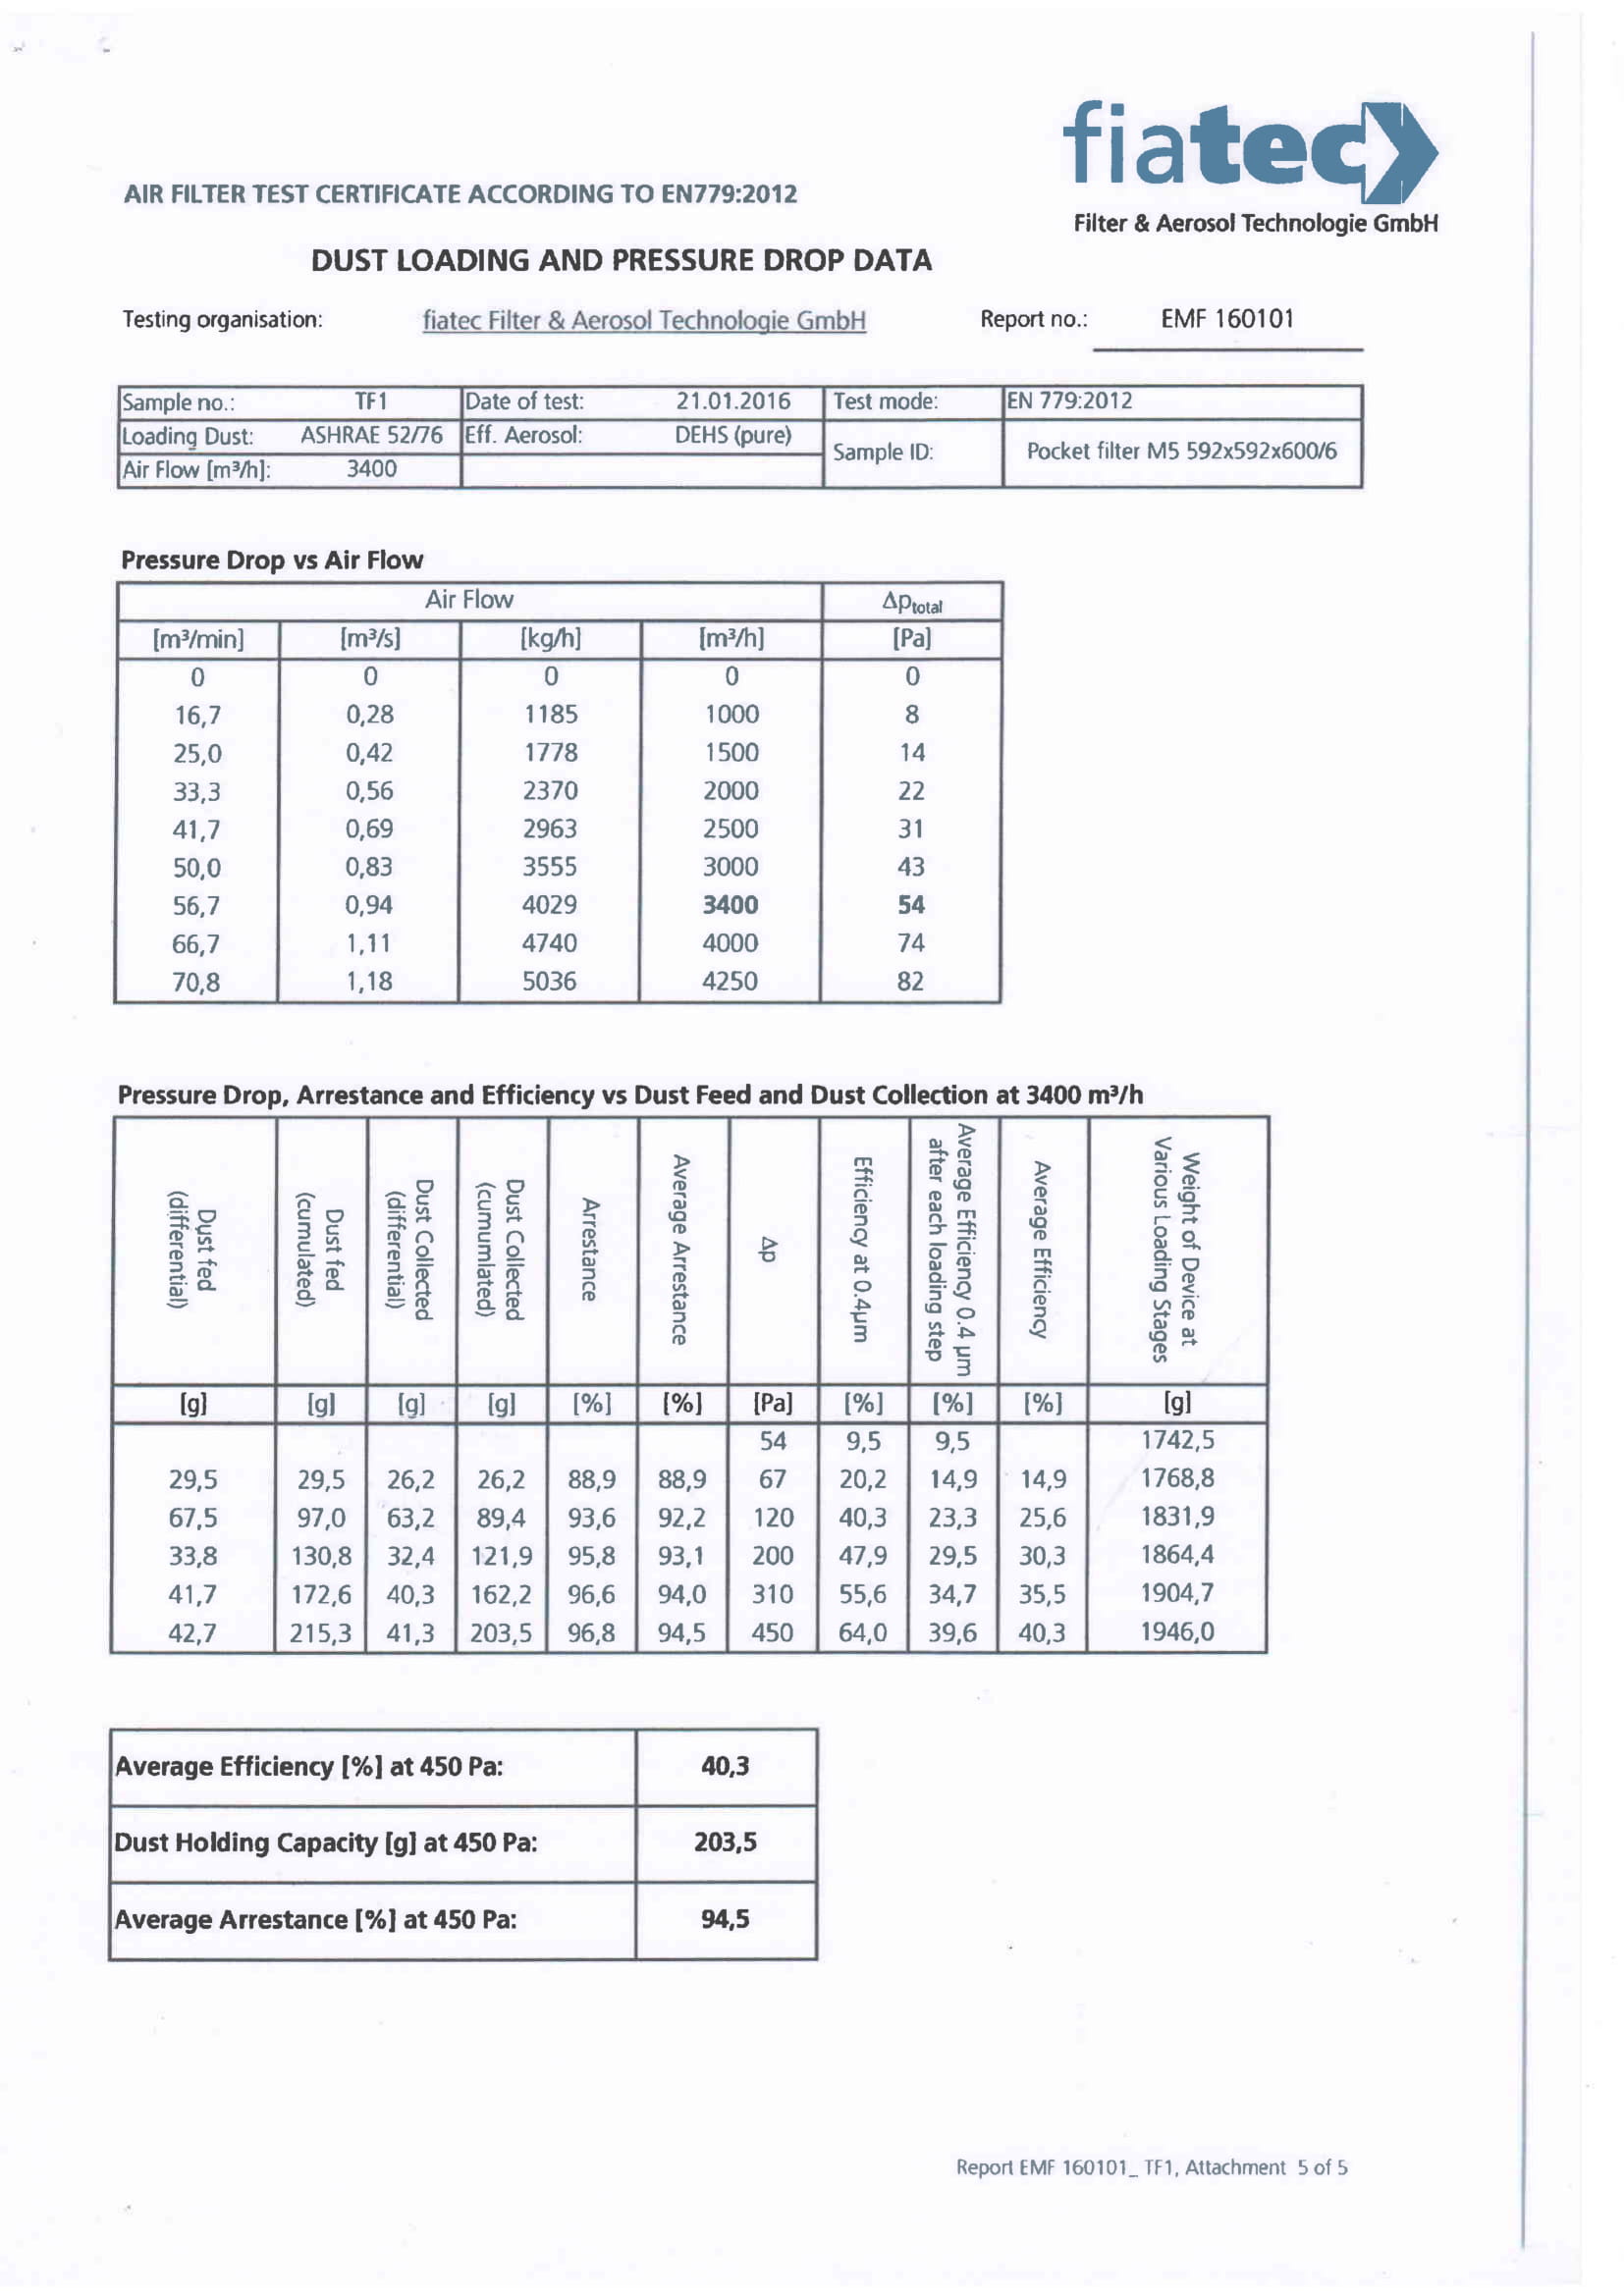 fiatec
Filter & Aerosol Technologie GmbH
AIR FILTER TEST CERTIFICATE ACCORDING TO EN779:2012
DUST LOADING AND PRESSURE DROP DATA
Testing organisation: fiatec Filter & Aerosol Technologie GmbH Report no.: EMF 160101
Sample no.: TF1 Date of test: 21.01.2016 Test mode: EN 779:2012
Loading Dust: ASHRAE 52/76 Eff. Aerosol: DEHS (pure) Sample ID: Pocket filter M5 592x592x600/6
Air Flow [m³/h]: 3400
Pressure Drop vs Air Flow
Air Flow Δptotal
[m³/min] [m³/s] [kg/h] [m³/h] [Pa]
0 0 0 0 0
16,7 0,28 1185 1000 8
25,0 0,42 1778 1500 14
33,3 0,56 2370 2000 22
41,7 0,69 2963 2500 31
50,0 0,83 3555 3000 43
56,7 0,94 4029 3400 54
66,7 1,11 4740 4000 74
70,8 1,18 5036 4250 82
Pressure Drop, Arrestance and Efficiency vs Dust Feed and Dust Collection at 3400 m³/h
Dust fed
(differential)
Dust fed
(cumulated)
Dust Collected
(differential)
Dust Collected
(cumumlated)
Arrestance
Average Arrestance
Δp
Efficiency at 0.4µm
Average Efficiency 0.4 µm
after each loading step
Average Efficiency
Weight of Device at
Various Loading Stages
[g] [g] [g] [g] [%] [%] [Pa] [%] [%] [%] [g]
54 9,5 9,5 1742,5
29,5 29,5 26,2 26,2 88,9 88,9 67 20,2 14,9 14,9 1768,8
67,5 97,0 63,2 89,4 93,6 92,2 120 40,3 23,3 25,6 1831,9
33,8 130,8 32,4 121,9 95,8 93,1 200 47,9 29,5 30,3 1864,4
41,7 172,6 40,3 162,2 96,6 94,0 310 55,6 34,7 35,5 1904,7
42,7 215,3 41,3 203,5 96,8 94,5 450 64,0 39,6 40,3 1946,0
Average Efficiency [%] at 450 Pa: 40,3
Dust Holding Capacity [g] at 450 Pa: 203,5
Average Arrestance [%] at 450 Pa: 94,5
Report EMF 160101_ TF1, Attachment 5 of 5